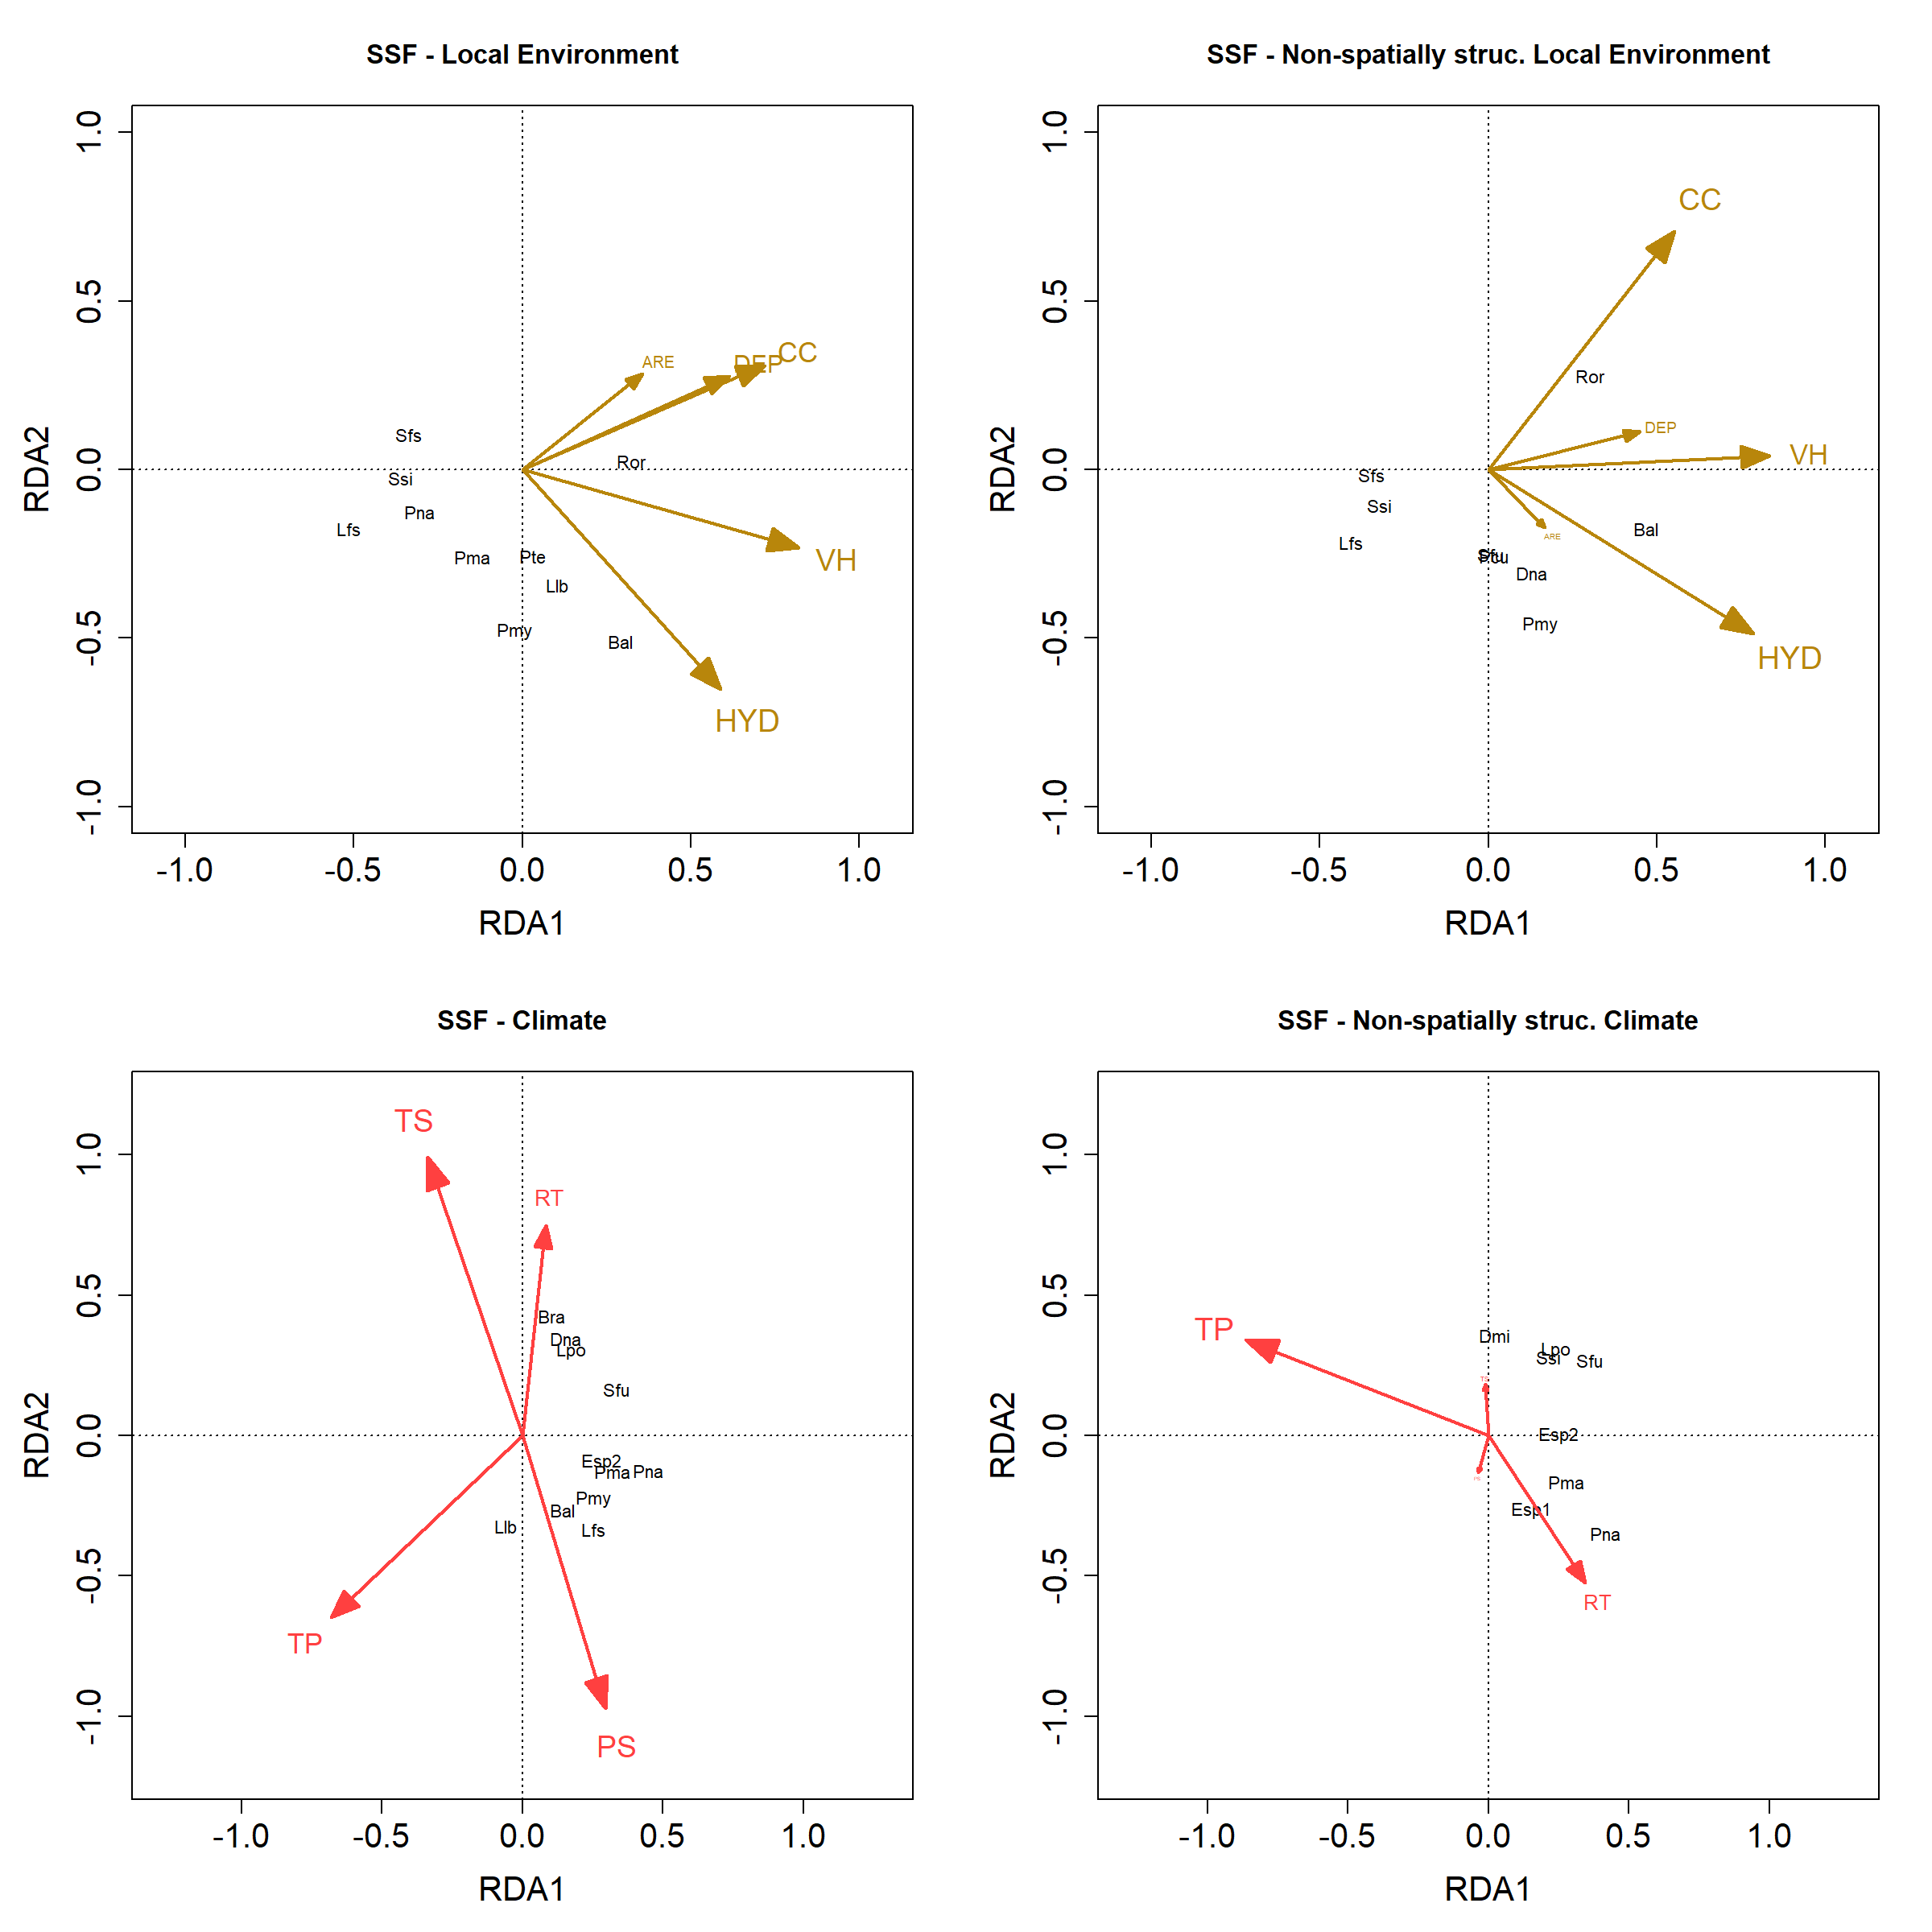 SSF - Local Environment
1.0
0.5
0.0
-0.5
-1.0
RDA2
ARE
DEP
CC
Sfs
Ror
Ssi
Pna
Lfs
Pma
Pte
VH
Llb
Pmy
Bal
HYD
-1.0 -0.5 0.0 0.5 1.0
RDA1
SSF - Non-spatially struc. Local Environment
1.0
0.5
0.0
-0.5
-1.0
RDA2
CC
Ror
DEP
VH
Sfs
Ssi
Bal
Lfs
ARE
Sfu
Dna
Pmy
HYD
-1.0 -0.5 0.0 0.5 1.0
RDA1
SSF - Climate
1.0
0.5
0.0
-0.5
-1.0
RDA2
TS
RT
Bra
Dna
Lpo
Sfu
Esp2
Pma
Pna
Pmy
Bal
Llb
Lfs
TP
PS
-1.0 -0.5 0.0 0.5 1.0
RDA1
SSF - Non-spatially struc. Climate
1.0
0.5
0.0
-0.5
-1.0
RDA2
TP
Dmi
Lpo
Ssi
Sfu
TS
Esp2
Pma
Esp1
Pna
RT
-1.0 -0.5 0.0 0.5 1.0
RDA1